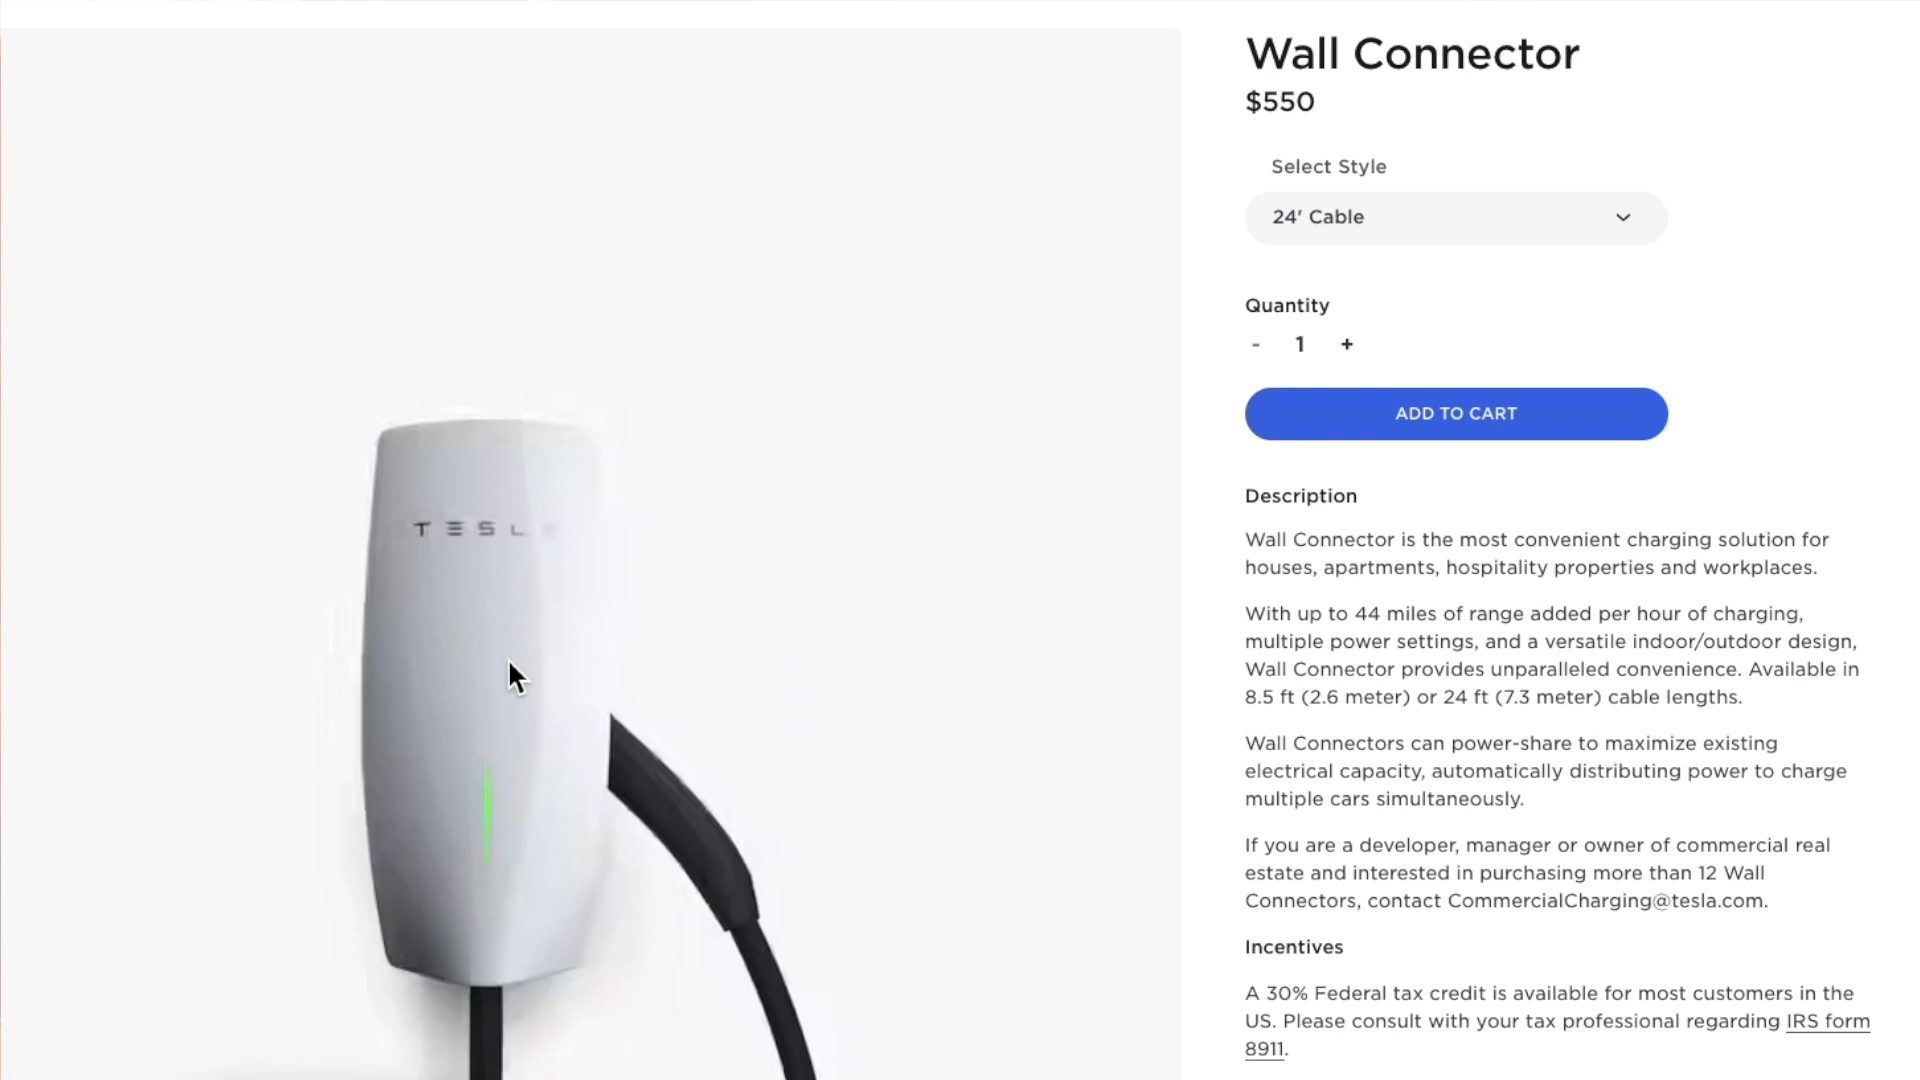 Wall Connector
$550
Select Style
24' Cable
Quantity
- 1 +
ADD TO CART
TESL
Description
Wall Connector is the most convenient charging solution for
houses, apartments, hospitality properties and workplaces.
With up to 44 miles of range added per hour of charging,
multiple power settings, and a versatile indoor/outdoor design,
Wall Connector provides unparalleled convenience. Available in
8.5 ft (2.6 meter) or 24 ft (7.3 meter) cable lengths.
Wall Connectors can power-share to maximize existing
electrical capacity, automatically distributing power to charge
multiple cars simultaneously.
If you are a developer, manager or owner of commercial real
estate and interested in purchasing more than 12 Wall
Connectors, contact CommercialCharging@tesla.com.
Incentives
A 30% Federal tax credit is available for most customers in the
US. Please consult with your tax professional regarding IRS form
8911.